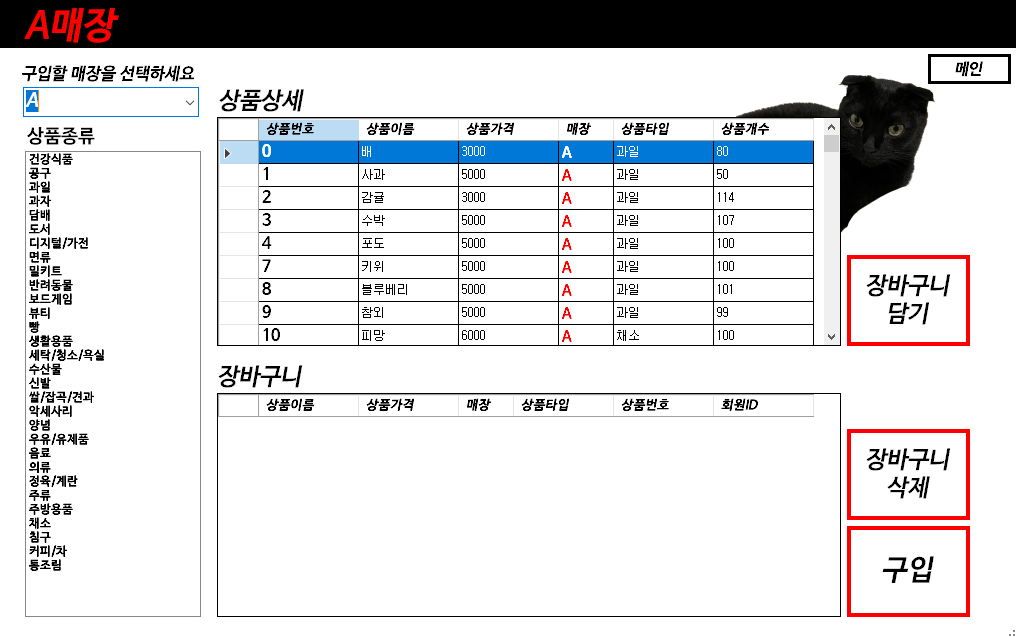 A매장
메인
구입할 매장을 선택하세요
A
상품종류
건강식품
공구
과일
과자
담배
도서
디지털/가전
면류
밀키트
반려동물
보드게임
뷰티
빵
생활용품
세탁/청소/욕실
수산물
신발
쌀/잡곡/견과
악세사리
양념
우유/유제품
음료
의류
정육/계란
주류
주방용품
채소
침구
커피/차
통조림
상품상세
상품번호 상품이름 상품가격 매장 상품타입 상품개수
0 배 3000 A 과일 80
1 사과 5000 A 과일 50
2 감귤 3000 A 과일 114
3 수박 5000 A 과일 107
4 포도 5000 A 과일 100
7 키위 5000 A 과일 100
8 블루베리 5000 A 과일 101
9 참외 5000 A 과일 99
10 피망 6000 A 채소 100
장바구니
담기
장바구니
상품이름 상품가격 매장 상품타입 상품번호 회원ID
장바구니
삭제
구입